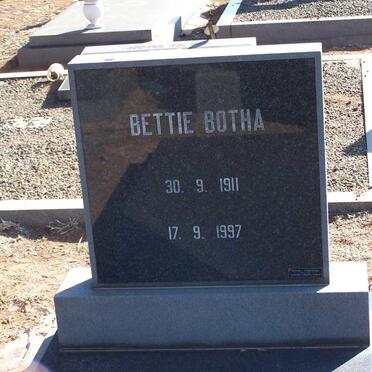 BETTIE BOTHA
30. 9. 1911
17. 9. 1997